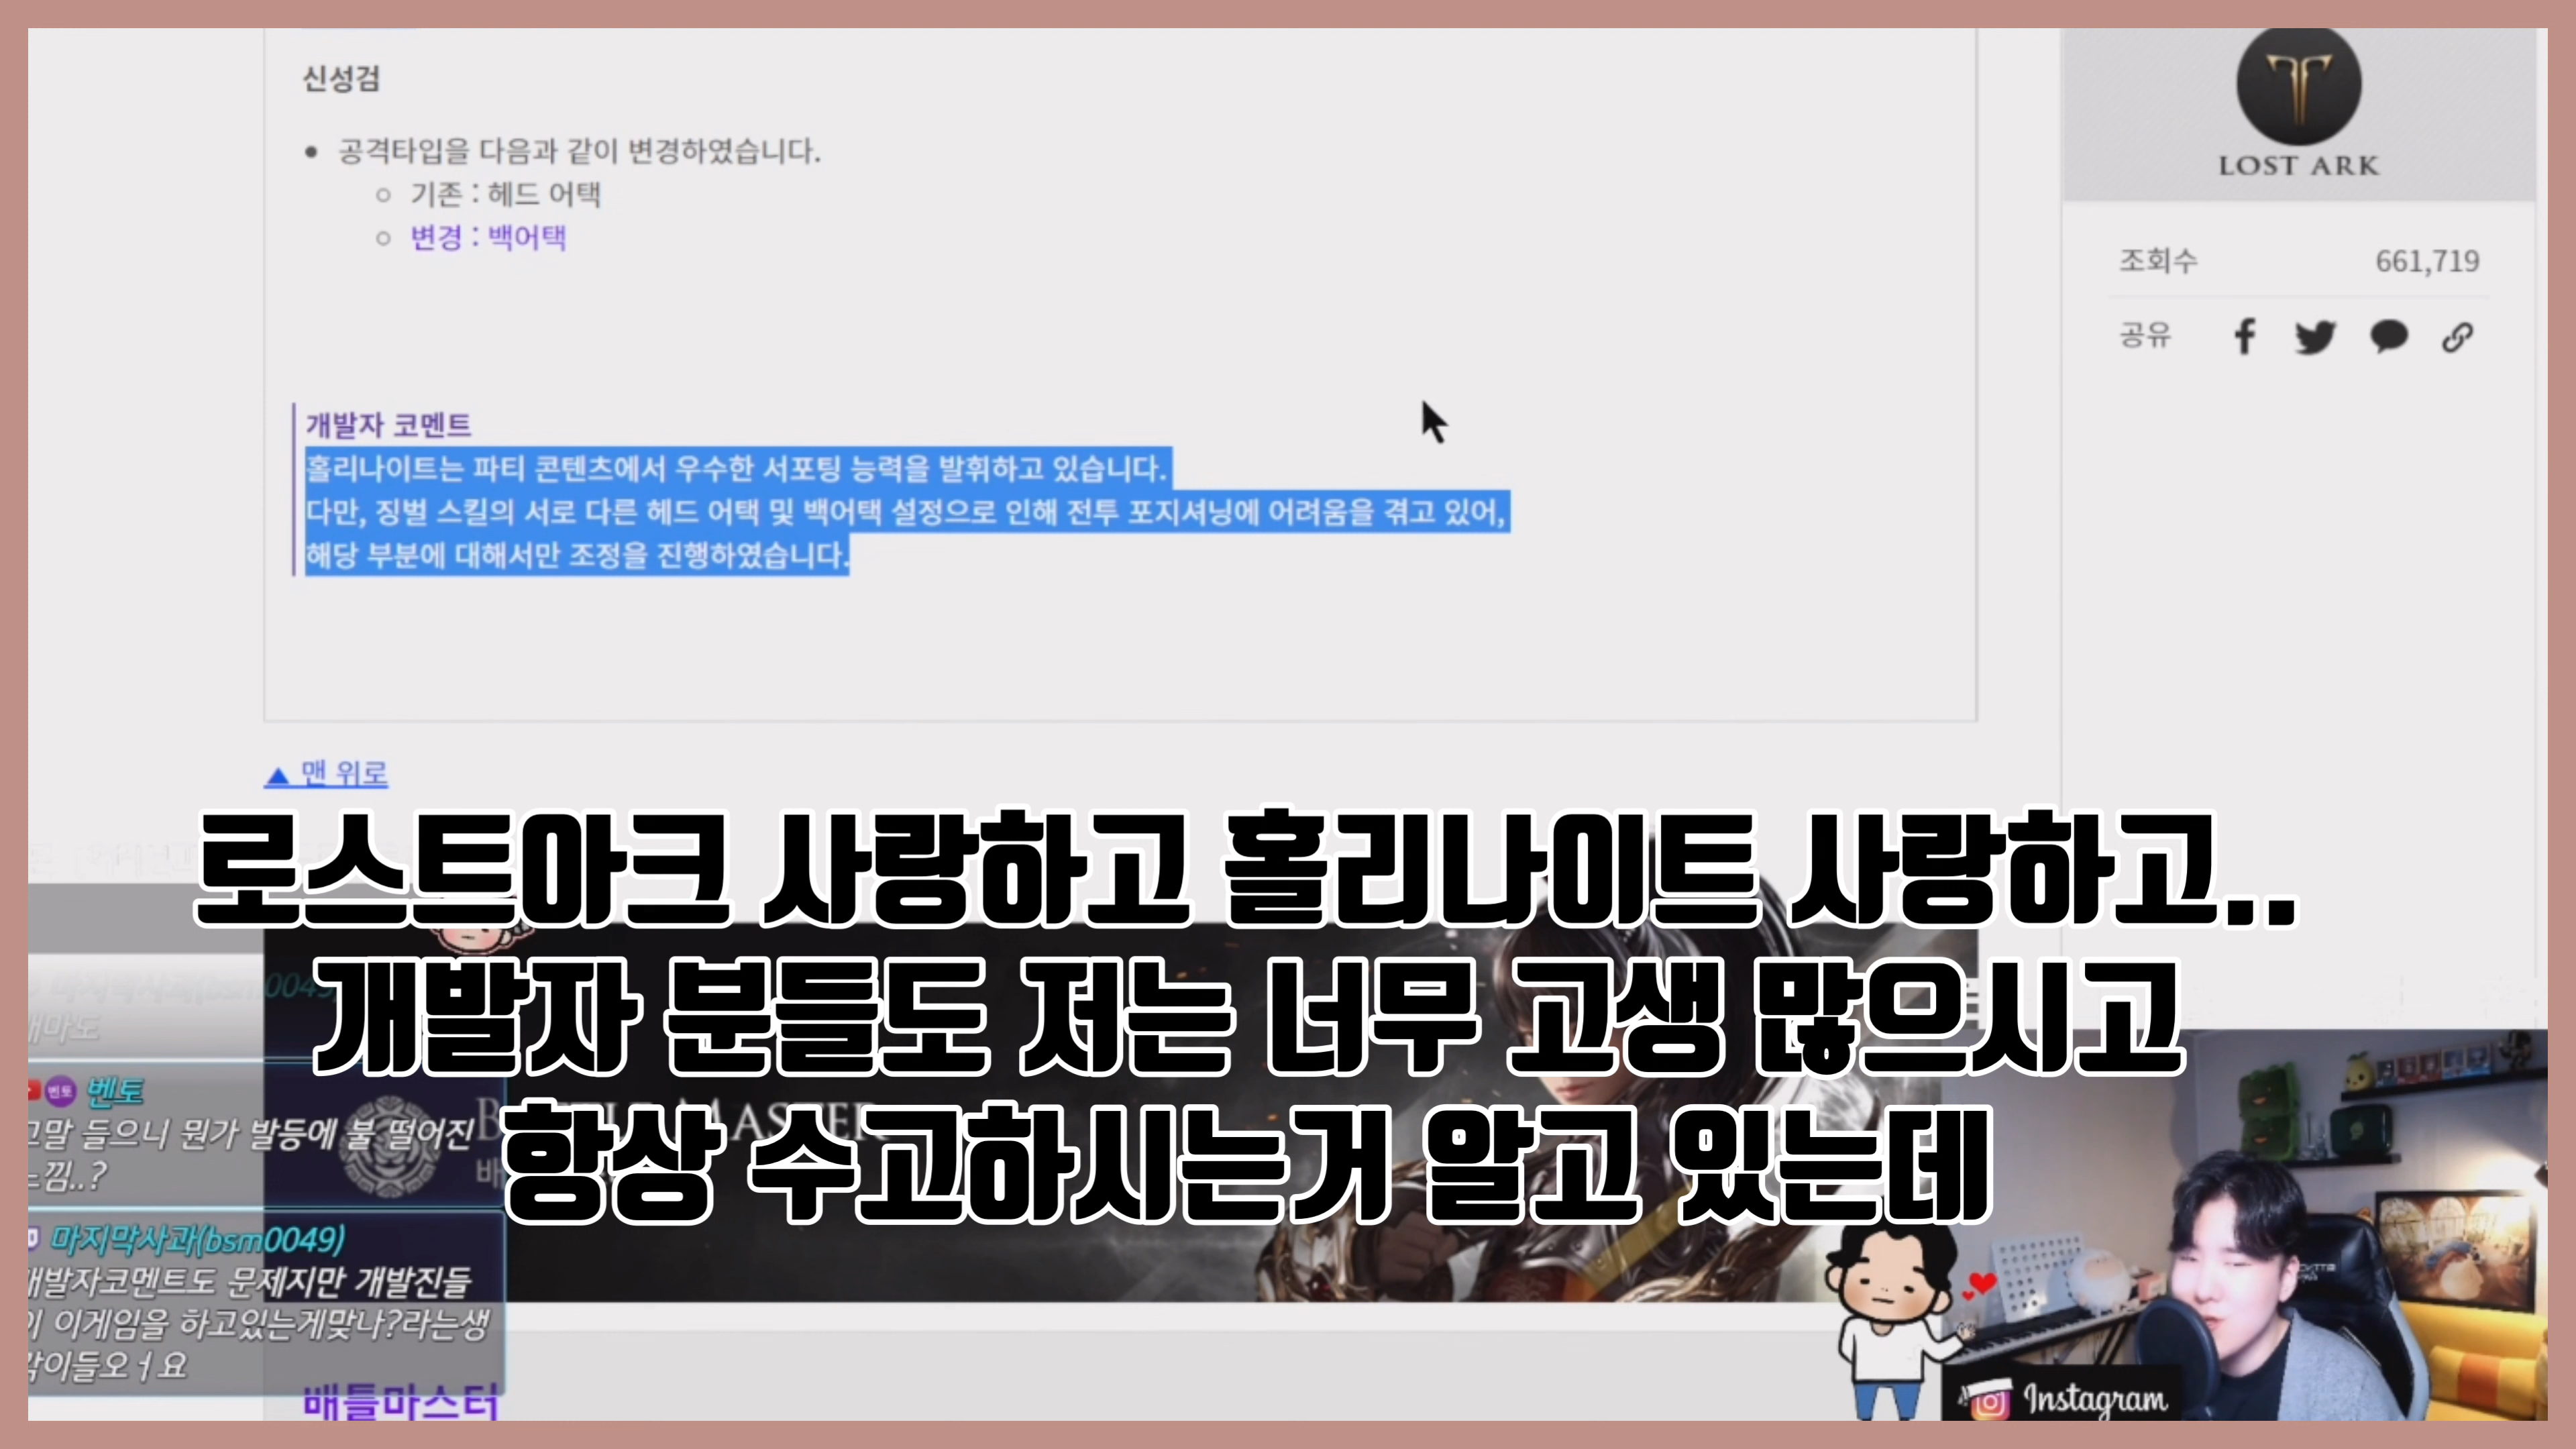 신성검
공격타입을 다음과 같이 변경하였습니다.
기존 : 헤드 어택
변경 : 백어택
개발자 코멘트
홀리나이트는 파티 콘텐츠에서 우수한 서포팅 능력을 발휘하고 있습니다.
다만, 징벌 스킬의 서로 다른 헤드 어택 및 백어택 설정으로 인해 전투 포지셔닝에 어려움을 겪고 있어,
해당 부분에 대해서만 조정을 진행하였습니다.
▲ 맨 위로
LOST ARK
조회수 661,719
공유
로스트아크 사랑하고 홀리나이트 사랑하고..
개발자 분들도 저는 너무 고생 많으시고
항상 수고하시는거 알고 있는데
마지막사과(bsm0049)
벤토 벤토
들으니 뭔가 발등에 불 떨어진
낌..?
마지막사과(bsm0049)
발자코멘트도 문제지만 개발진들
이게임을 하고있는게맞나?라는생
이들오ㅓ요
MASTER
배틀마스터
Instagram